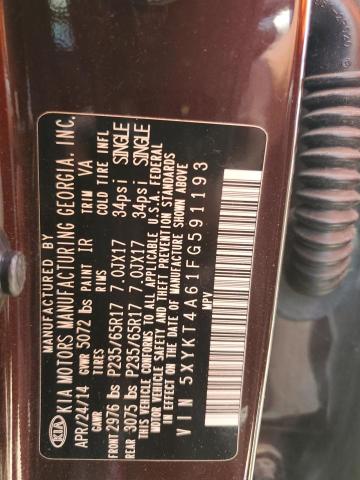 KIA
KIA MOTORS MANUFACTURING GEORGIA, INC.
APR/24/14 GVWR 5072 lbs PAINT IR TRIM VA
GAWR TIRES RIMS COLD TIRE INFL
FRONT 2976 lbs P235/65R17 7.0JX17 34psi SINGLE
REAR 3075 lbs P235/65R17 7.0JX17 34psi SINGLE
THIS VEHICLE CONFORMS TO ALL APPLICABLE U.S.A. FEDERAL
MOTOR VEHICLE SAFETY AND THEFT PREVENTION STANDARDS
IN EFFECT ON THE DATE OF MANUFACTURE SHOWN ABOVE.
VIN 5XYKT4A61FG591193
MPV